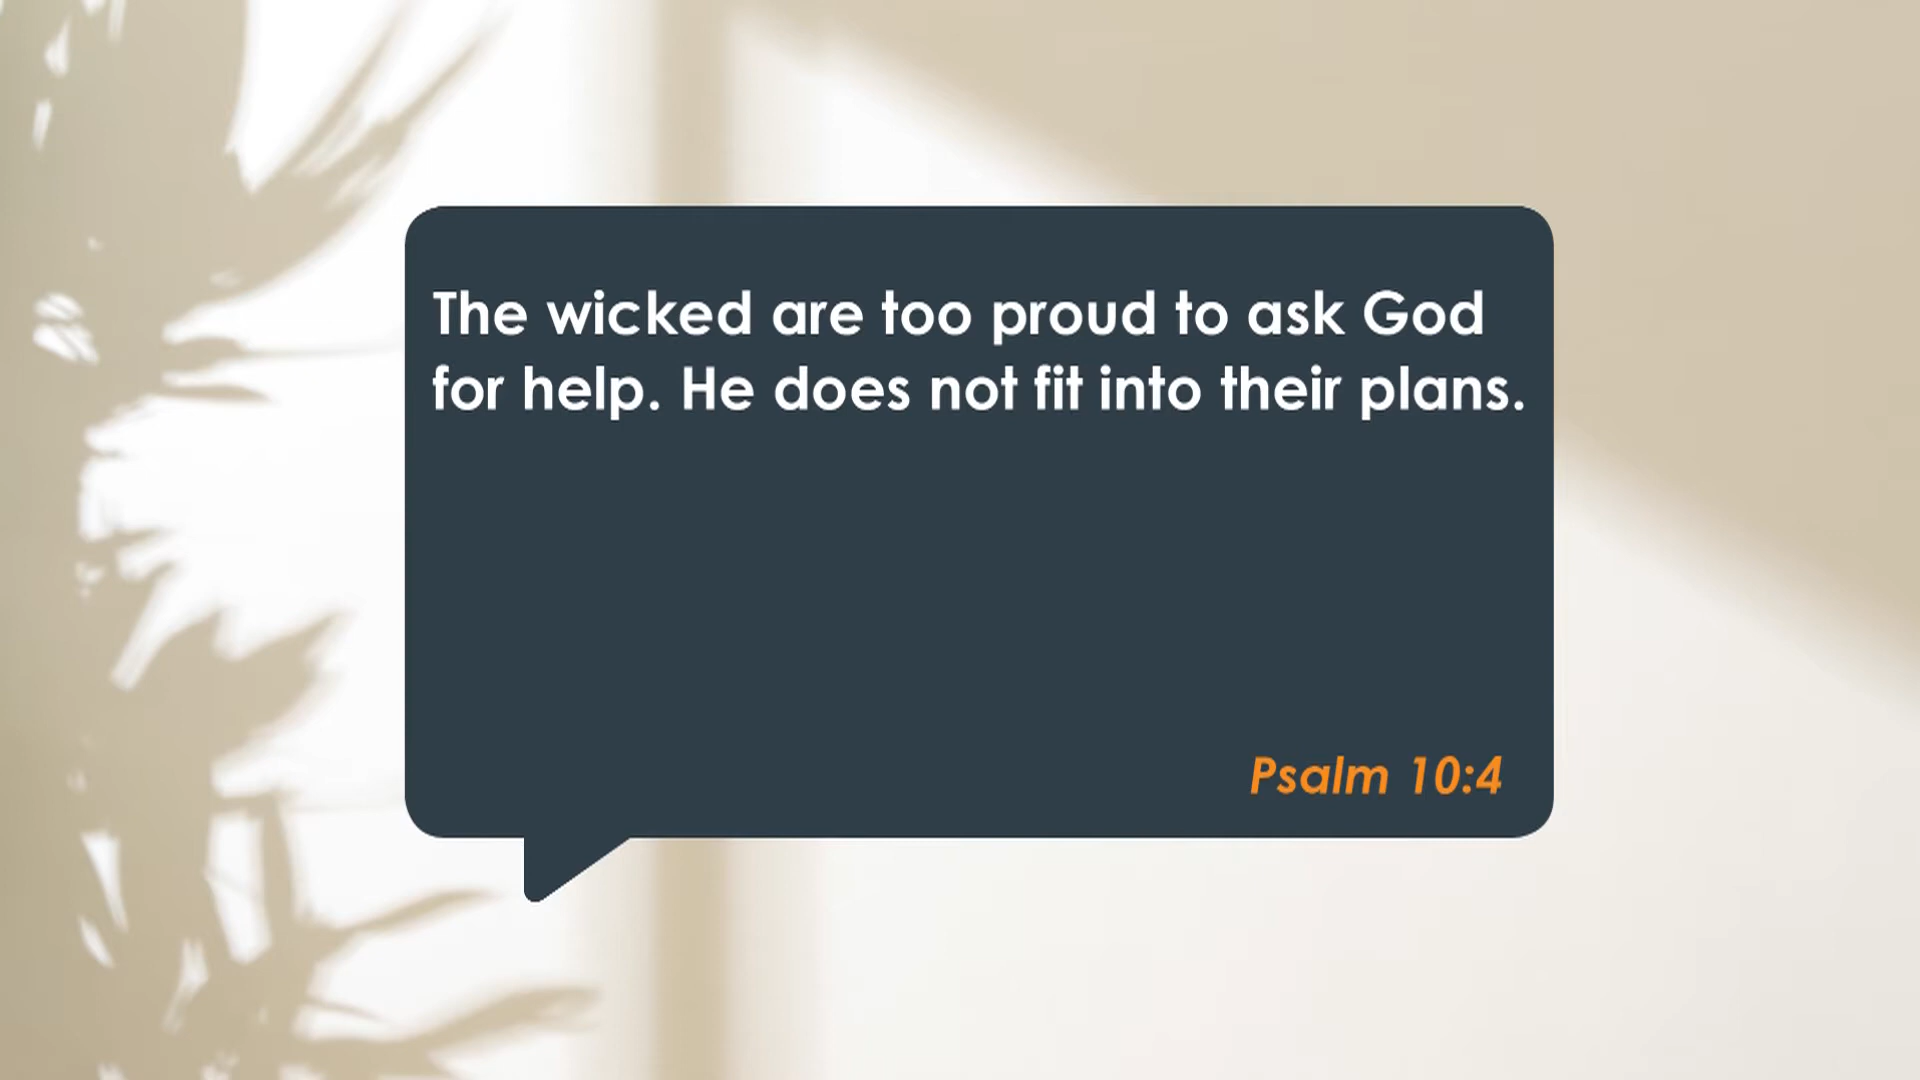 The wicked are too proud to ask God
for help. He does not fit into their plans.
Psalm 10:4